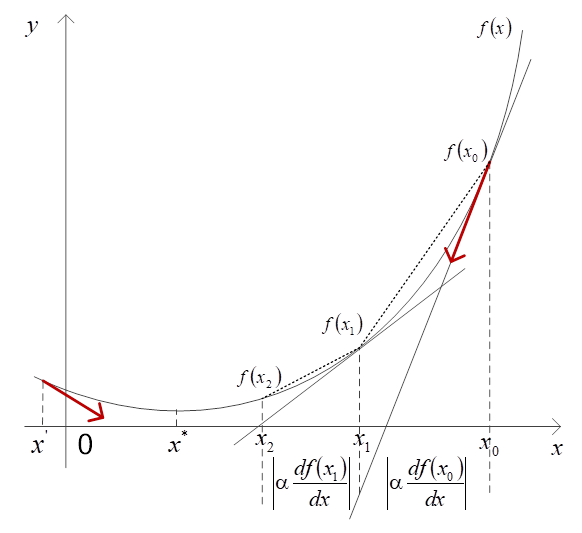 y
f(x)
f(x₀)
f(x₁)
f(x₂)
x' 0 x* x₂ x₁ x₀ x
|α df(x₁)/dx| |α df(x₀)/dx|